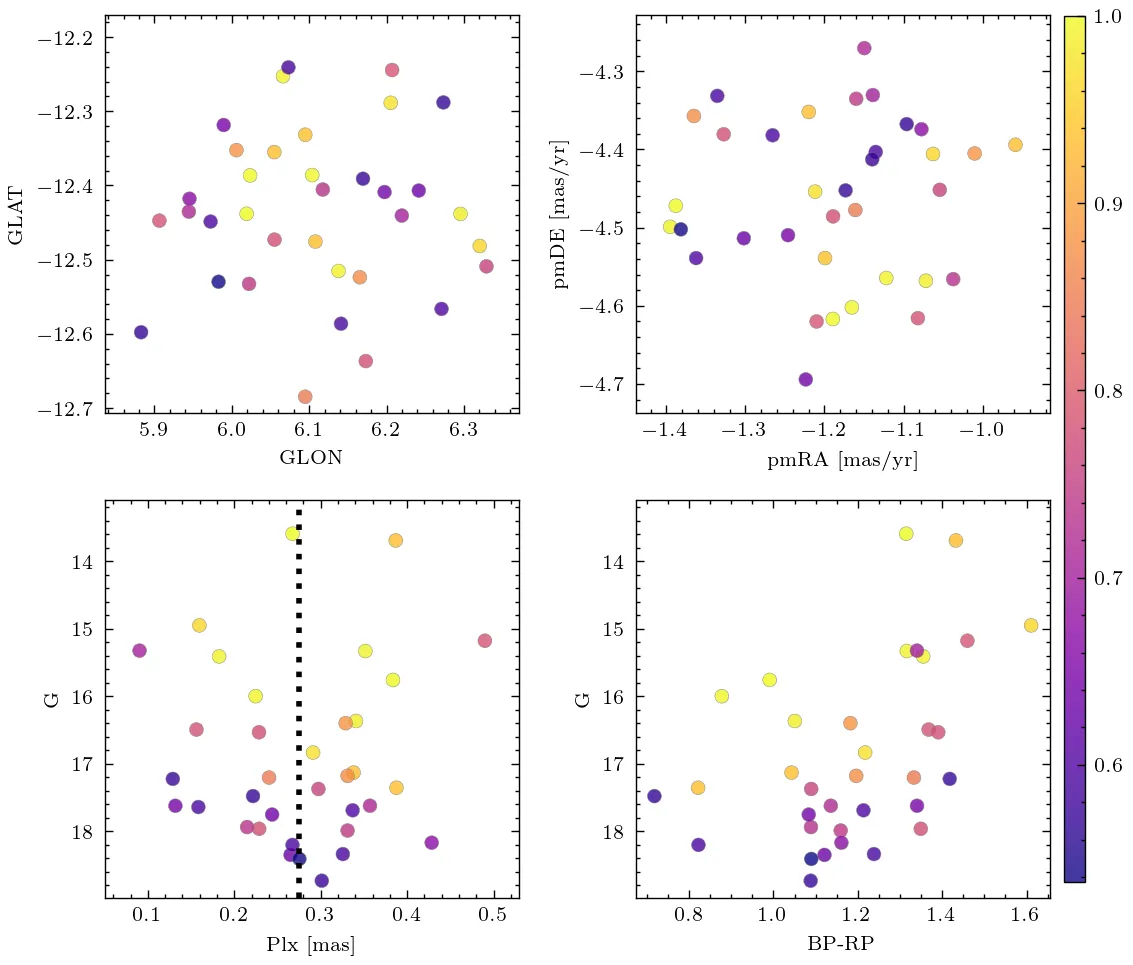 −12.2
−12.3
−12.4
−12.5
−12.6
−12.7
GLAT
5.9 6.0 6.1 6.2 6.3
GLON
−4.3
−4.4
−4.5
−4.6
−4.7
pmDE [mas/yr]
−1.4 −1.3 −1.2 −1.1 −1.0
pmRA [mas/yr]
14
15
16
17
18
G
0.1 0.2 0.3 0.4 0.5
Plx [mas]
14
15
16
17
18
G
0.8 1.0 1.2 1.4 1.6
BP-RP
1.0
0.9
0.8
0.7
0.6